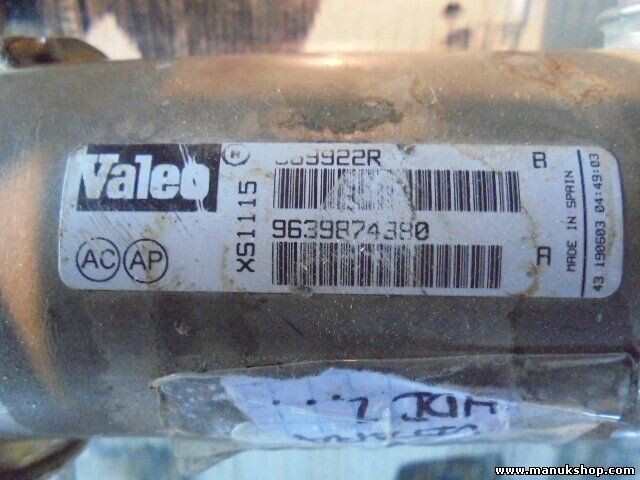 Valeo
AC AP
XS1115
9639874380
B
A
MADE IN SPAIN
43 190603 04:49:03
www.manukshop.com